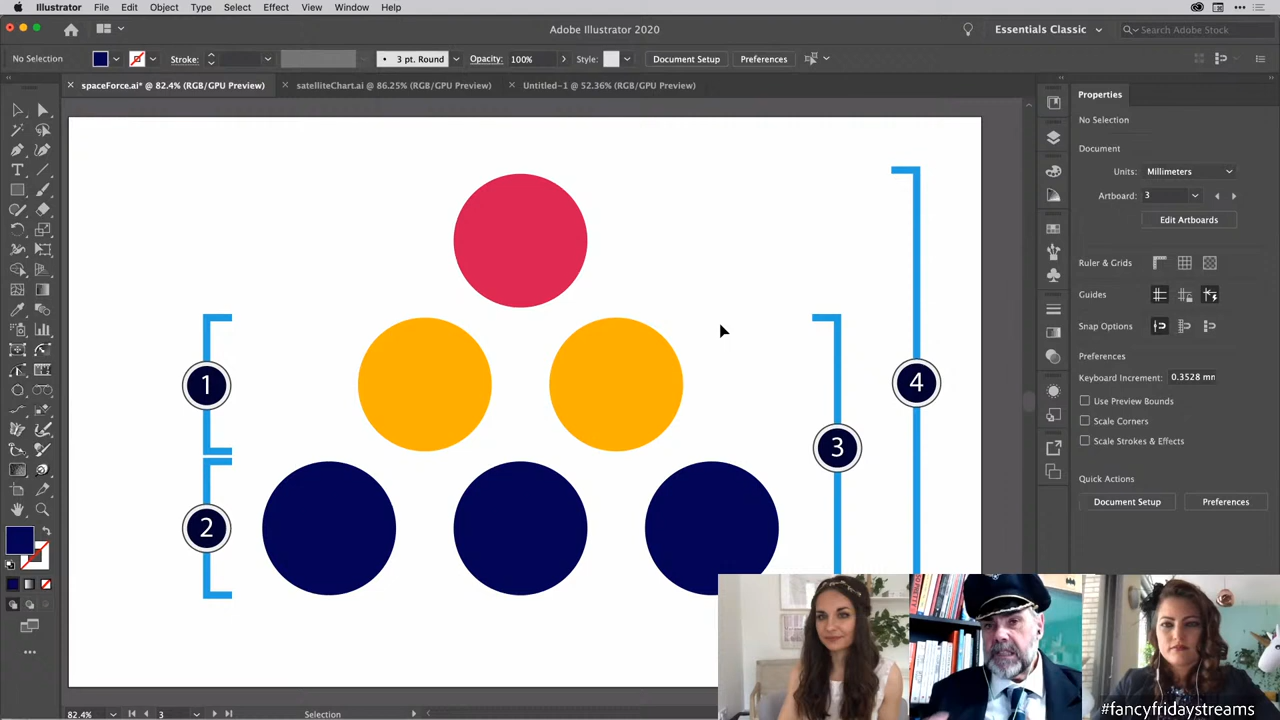 Illustrator File Edit Object Type Select Effect View Window Help
Adobe Illustrator 2020
Essentials Classic
Search Adobe Stock
No Selection
Stroke:
3 pt. Round
Opacity: 100%
Style:
Document Setup
Preferences
spaceForce.ai* @ 82.4% (RGB/GPU Preview)
satelliteChart.ai @ 86.25% (RGB/GPU Preview)
Untitled-1 @ 52.36% (RGB/GPU Preview)
1
2
3
4
Properties
No Selection
Document
Units: Millimeters
Artboard: 3
Edit Artboards
Ruler & Grids
Guides
Snap Options
Preferences
Keyboard Increment: 0.3528 mm
Use Preview Bounds
Scale Corners
Scale Strokes & Effects
Quick Actions
Document Setup
Preferences
#fancyfridaystreams
82.4%
3
Selection